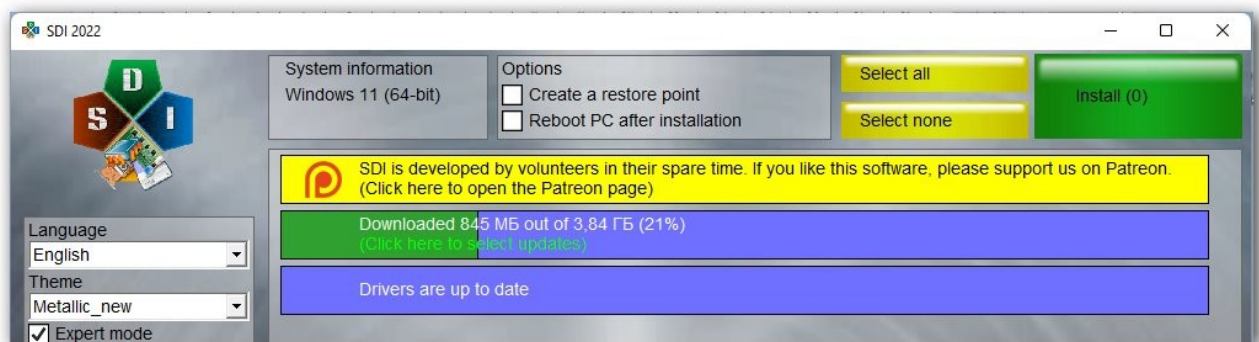 SDI 2022
S D I
System information
Windows 11 (64-bit)
Options
Create a restore point
Reboot PC after installation
Select all
Select none
Install (0)
SDI is developed by volunteers in their spare time. If you like this software, please support us on Patreon.
(Click here to open the Patreon page)
Downloaded 845 МБ out of 3,84 ГБ (21%)
(Click here to select updates)
Drivers are up to date
Language
English
Theme
Metallic_new
Expert mode